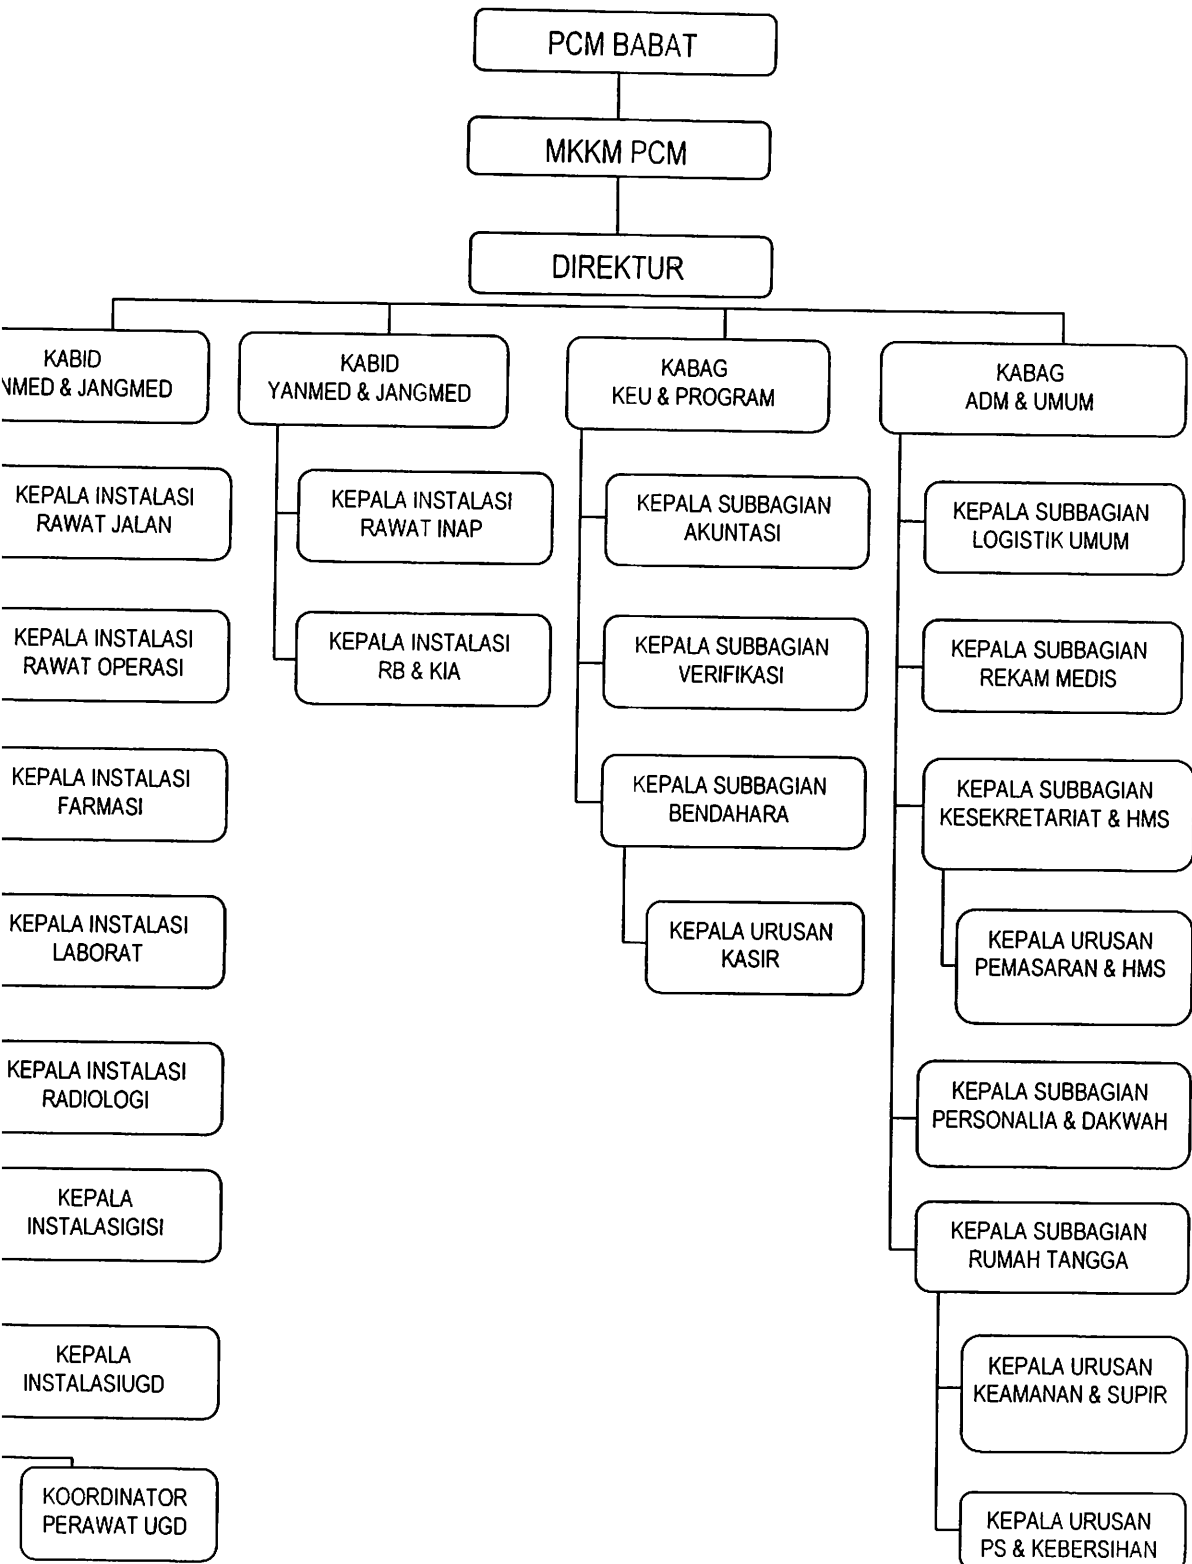 PCM BABAT
MKKM PCM
DIREKTUR
KABID
NMED & JANGMED
KEPALA INSTALASI
RAWAT JALAN
KEPALA INSTALASI
RAWAT OPERASI
KEPALA INSTALASI
FARMASI
KEPALA INSTALASI
LABORAT
KEPALA INSTALASI
RADIOLOGI
KEPALA
INSTALASIGISI
KEPALA
INSTALASIUGD
KOORDINATOR
PERAWAT UGD
KABID
YANMED & JANGMED
KEPALA INSTALASI
RAWAT INAP
KEPALA INSTALASI
RB & KIA
KABAG
KEU & PROGRAM
KEPALA SUBBAGIAN
AKUNTASI
KEPALA SUBBAGIAN
VERIFIKASI
KEPALA SUBBAGIAN
BENDAHARA
KEPALA URUSAN
KASIR
KABAG
ADM & UMUM
KEPALA SUBBAGIAN
LOGISTIK UMUM
KEPALA SUBBAGIAN
REKAM MEDIS
KEPALA SUBBAGIAN
KESEKRETARIAT & HMS
KEPALA URUSAN
PEMASARAN & HMS
KEPALA SUBBAGIAN
PERSONALIA & DAKWAH
KEPALA SUBBAGIAN
RUMAH TANGGA
KEPALA URUSAN
KEAMANAN & SUPIR
KEPALA URUSAN
PS & KEBERSIHAN